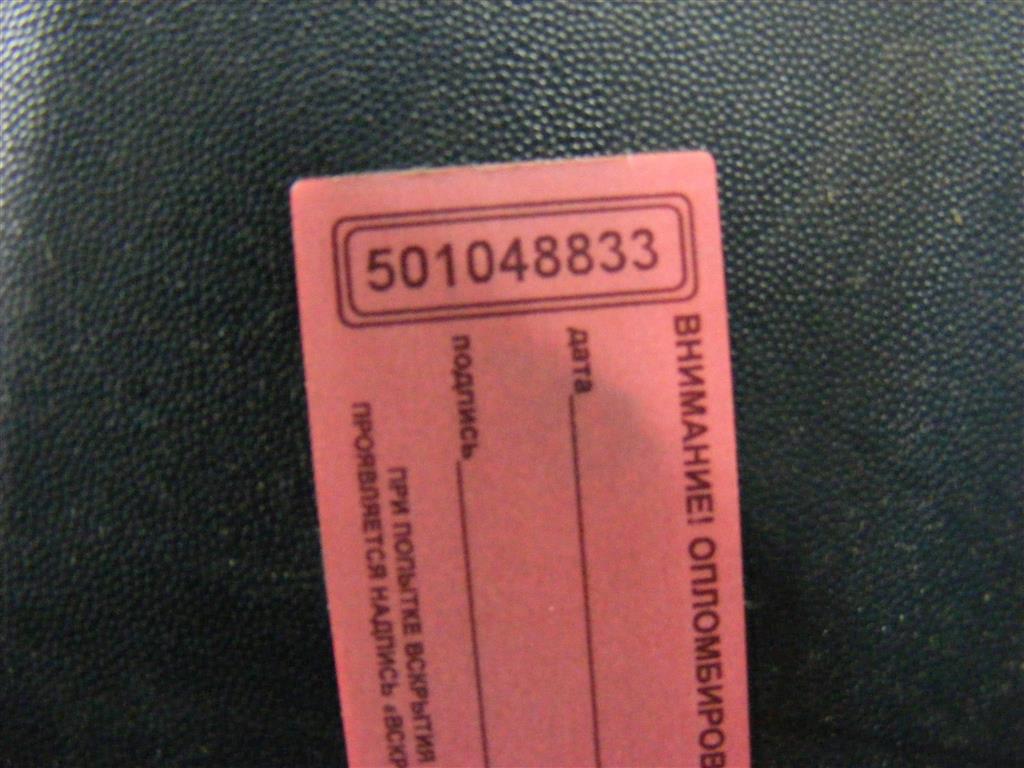 501048833
ВНИМАНИЕ! ОПЛОМБИРОВ
дата
подпись
ПРИ ПОПЫТКЕ ВСКРЫТИЯ
ПРОЯВЛЯЕТСЯ НАДПИСЬ «ВСКР